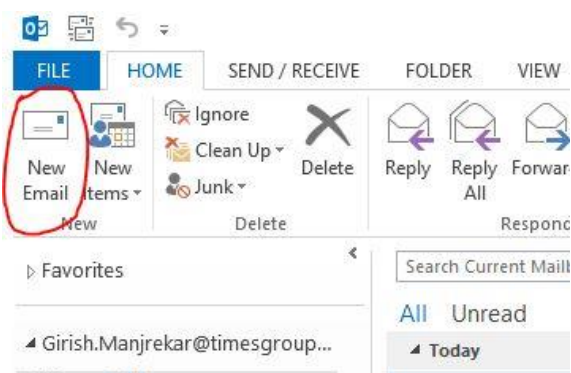 FILE HOME SEND / RECEIVE FOLDER VIEW
New Email
New Items
Ignore
Clean Up
Junk
Delete
Reply
Reply All
New
Delete
Respond
Favorites
Search Current
All Unread
Girish.Manjrekar@timesgroup...
Today